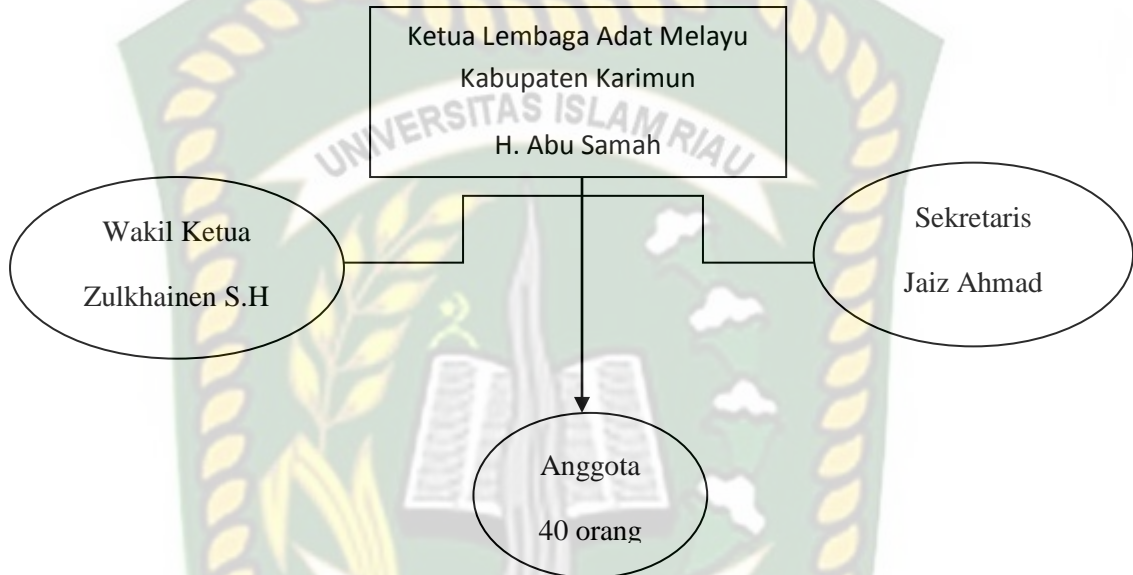 Ketua Lembaga Adat Melayu
Kabupaten Karimun
H. Abu Samah
UNIVERSITAS ISLAM RIAU
Wakil Ketua
Zulkhainen S.H
Sekretaris
Jaiz Ahmad
Anggota
40 orang